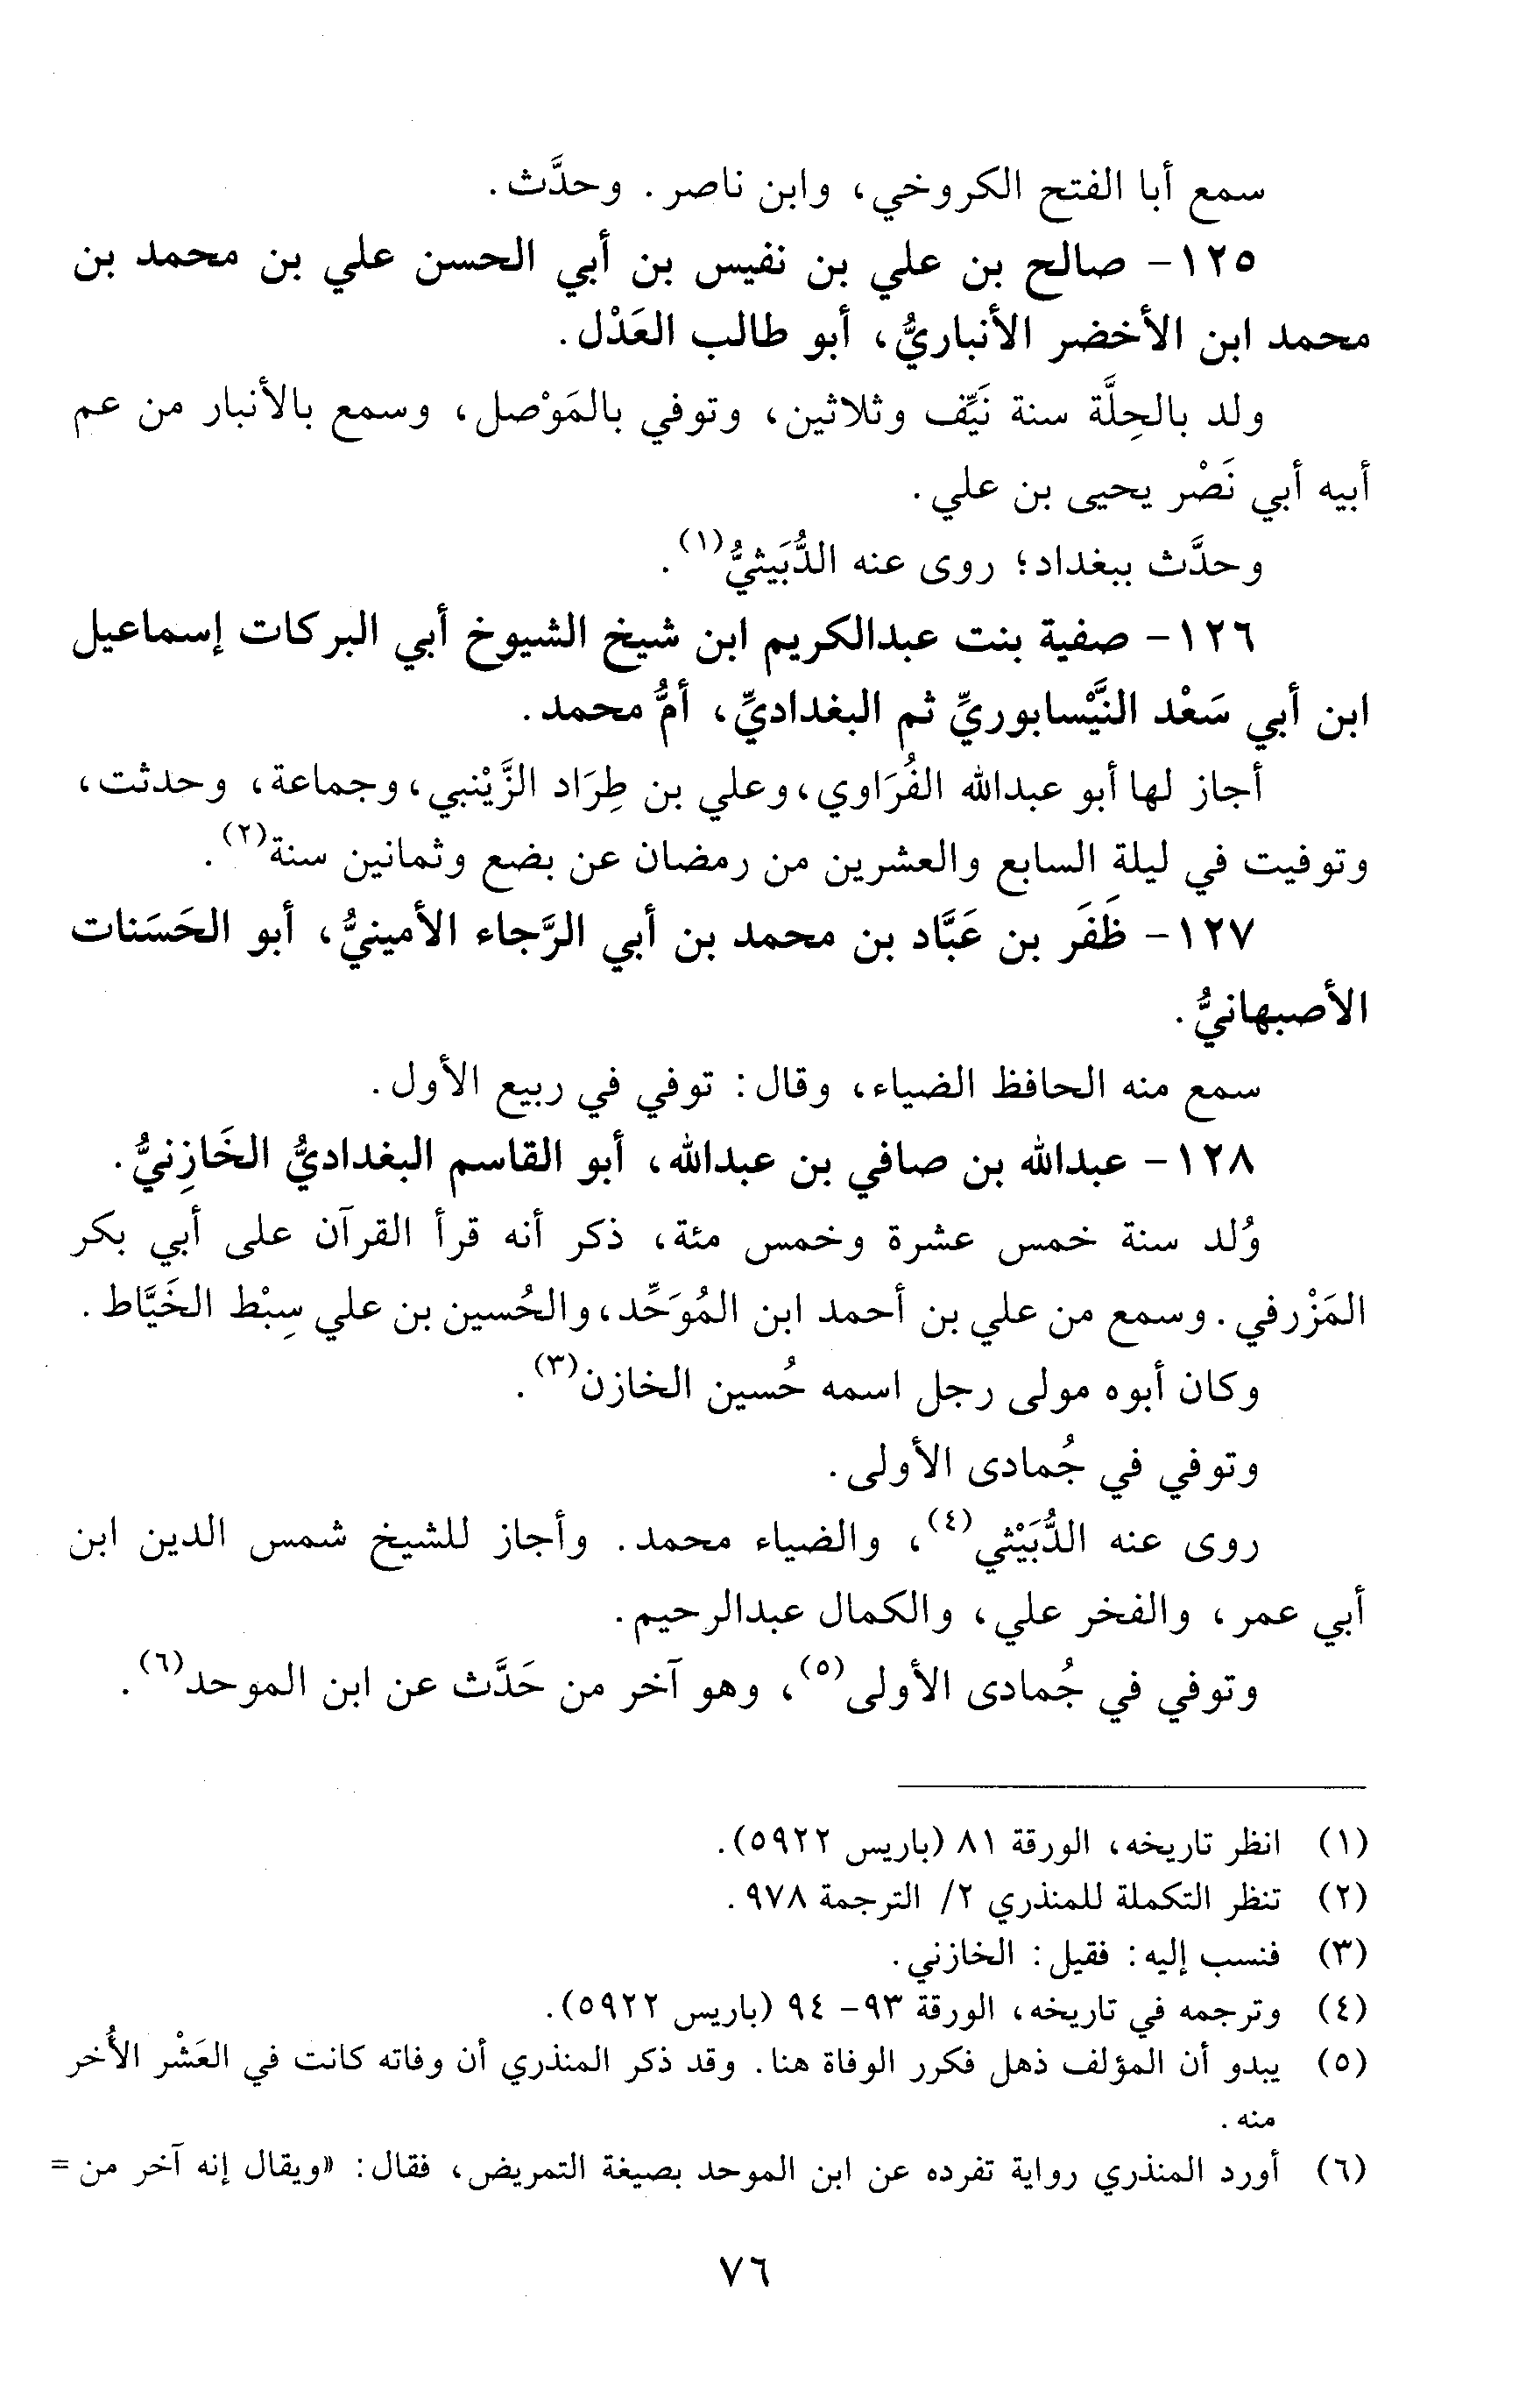 سمع أبا الفتح الكروخي، وابن ناصر. وحدَّث.
١٢٥- صالح بن علي بن نفيس بن أبي الحسن علي بن محمد بن
محمد ابن الأخضر الأنباريُّ، أبو طالب العَدْل.
ولد بالحِلَّة سنة نَيِّف وثلاثين، وتوفي بالمَوْصل، وسمع بالأنبار من عم
أبيه أبي نَصْر يحيى بن علي.
وحدَّث ببغداد؛ روى عنه الدُّبَيثيُّ(١).
١٢٦- صفية بنت عبدالكريم ابن شيخ الشيوخ أبي البركات إسماعيل
ابن أبي سَعْد النَّيْسابوريِّ ثم البغداديِّ، أمُّ محمد.
أجاز لها أبو عبدالله الفُرَاوي، وعلي بن طِرَاد الزَّيْنبي، وجماعة، وحدثت،
وتوفيت في ليلة السابع والعشرين من رمضان عن بضع وثمانين سنة(٢).
١٢٧- ظَفَر بن عَبَّاد بن محمد بن أبي الرَّجاء الأمينيُّ، أبو الحَسَنات
الأصبهانيُّ.
سمع منه الحافظ الضياء، وقال: توفي في ربيع الأول.
١٢٨- عبدالله بن صافي بن عبدالله، أبو القاسم البغداديُّ الخَازِنيُّ.
وُلد سنة خمس عشرة وخمس مئة، ذكر أنه قرأ القرآن على أبي بكر
المَزْرفي. وسمع من علي بن أحمد ابن المُوَحِّد، والحُسين بن علي سِبْط الخَيَّاط.
وكان أبوه مولى رجل اسمه حُسين الخازن(٣).
وتوفي في جُمادى الأولى.
روى عنه الدُّبَيْثي(٤)، والضياء محمد. وأجاز للشيخ شمس الدين ابن
أبي عمر، والفخر علي، والكمال عبدالرحيم.
وتوفي في جُمادى الأولى(٥)، وهو آخر من حَدَّث عن ابن الموحد(٦).
(١) انظر تاريخه، الورقة ٨١ (باريس ٥٩٢٢).
(٢) تنظر التكملة للمنذري ٢/ الترجمة ٩٧٨.
(٣) فنسب إليه: فقيل: الخازني.
(٤) وترجمه في تاريخه، الورقة ٩٣- ٩٤ (باريس ٥٩٢٢).
(٥) يبدو أن المؤلف ذهل فكرر الوفاة هنا. وقد ذكر المنذري أن وفاته كانت في العَشْر الأُخر
منه.
(٦) أورد المنذري رواية تفرده عن ابن الموحد بصيغة التمريض، فقال: «ويقال إنه آخر من =
٧٦